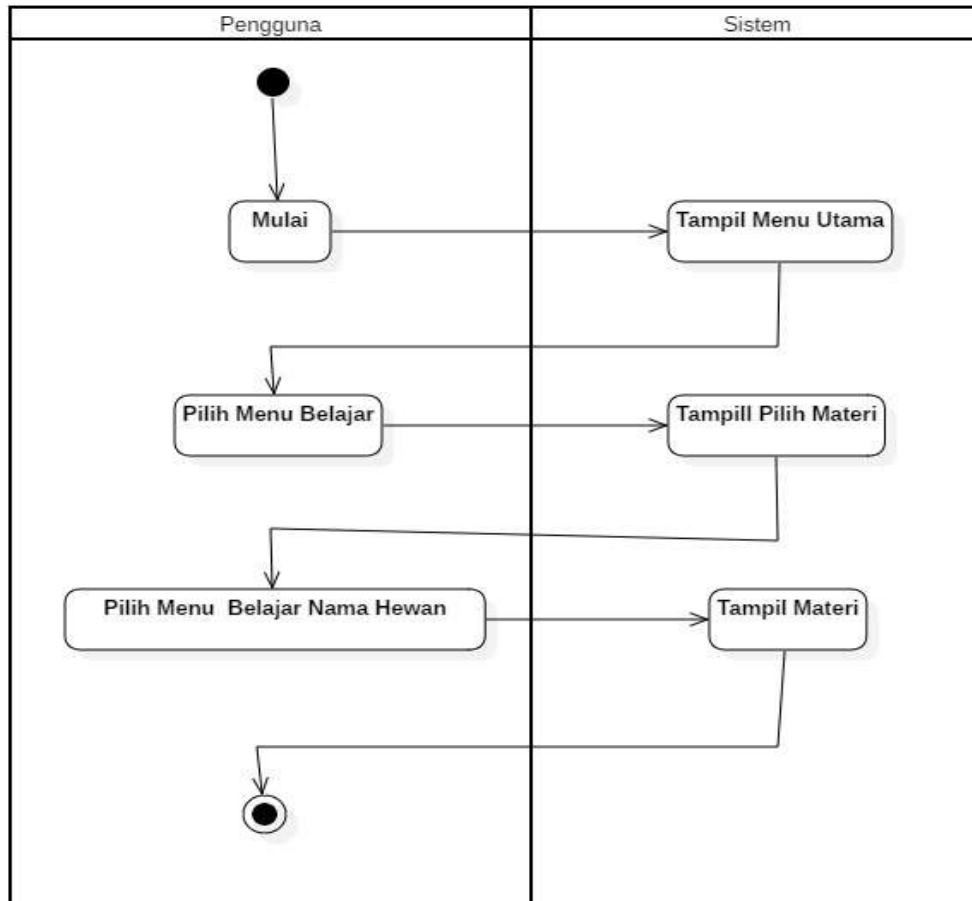 Pengguna
Sistem
Mulai
Tampil Menu Utama
Pilih Menu Belajar
Tampill Pilih Materi
Pilih Menu  Belajar Nama Hewan
Tampil Materi